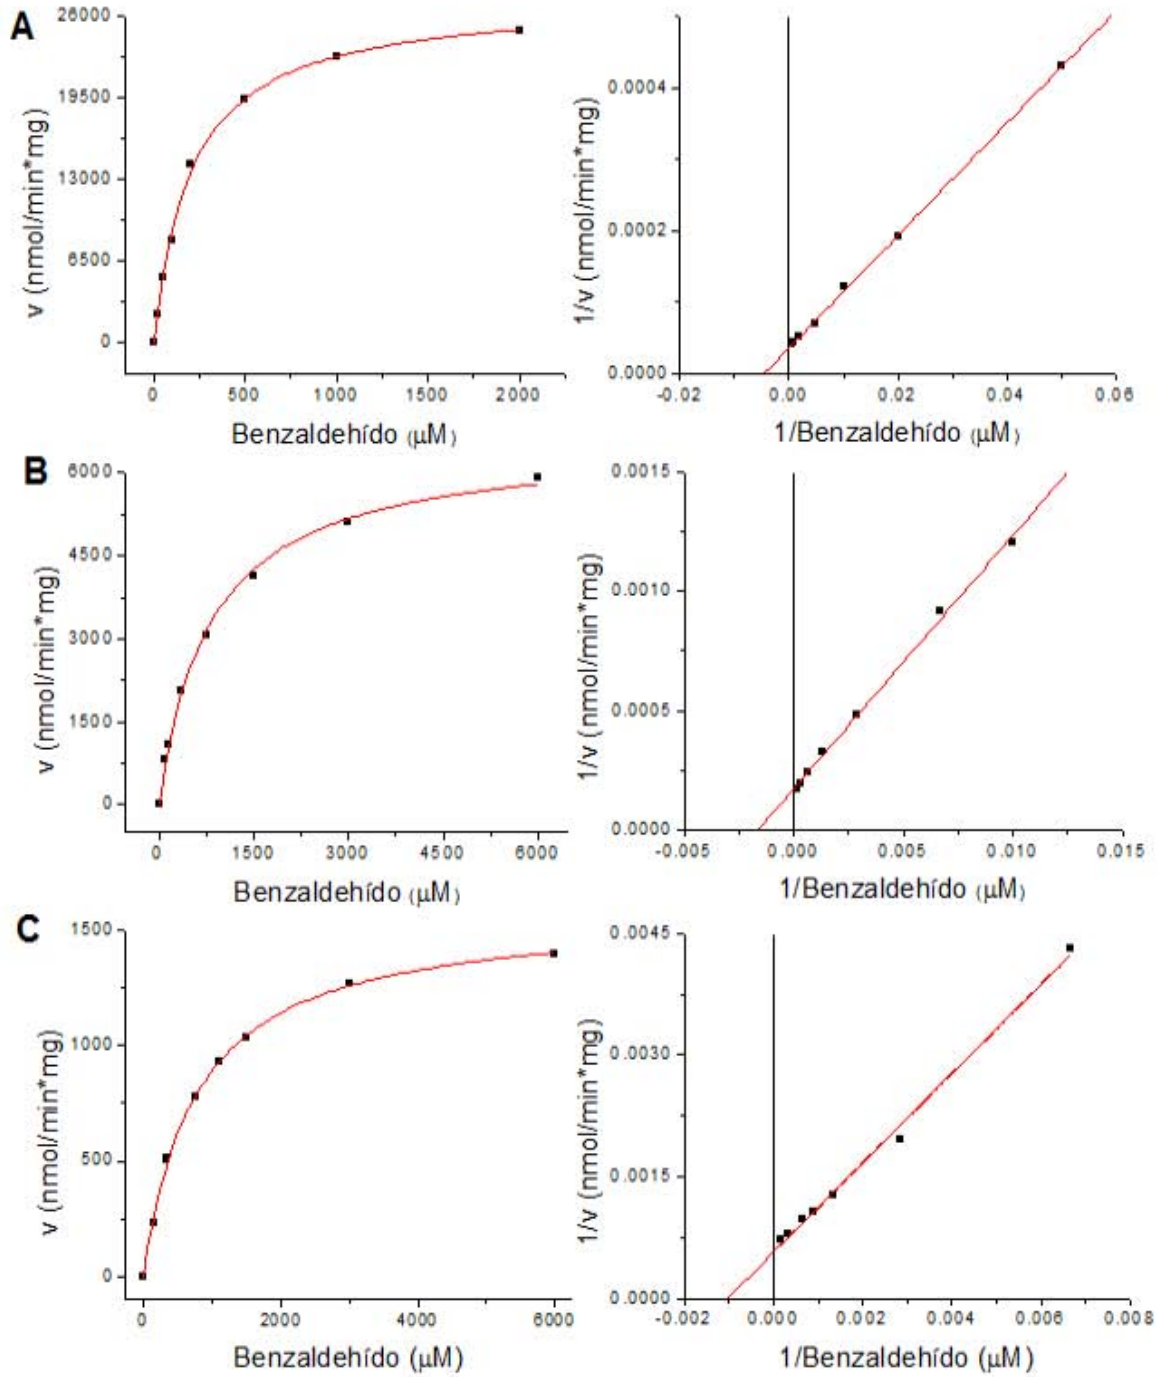 A
26000
19500
13000
6500
0
v (nmol/min*mg)
0 500 1000 1500 2000
Benzaldehído (μM)
0.0004
0.0002
0.0000
1/v (nmol/min*mg)
-0.02 0.00 0.02 0.04 0.06
1/Benzaldehído (μM)
B
6000
4500
3000
1500
0
v (nmol/min*mg)
0 1500 3000 4500 6000
Benzaldehído (μM)
0.0015
0.0010
0.0005
0.0000
1/v (nmol/min*mg)
-0.005 0.000 0.005 0.010 0.015
1/Benzaldehído (μM)
C
1500
1000
500
0
v (nmol/min*mg)
0 2000 4000 6000
Benzaldehído (μM)
0.0045
0.0030
0.0015
0.0000
1/v (nmol/min*mg)
-0.002 0.000 0.002 0.004 0.006 0.008
1/Benzaldehído (μM)